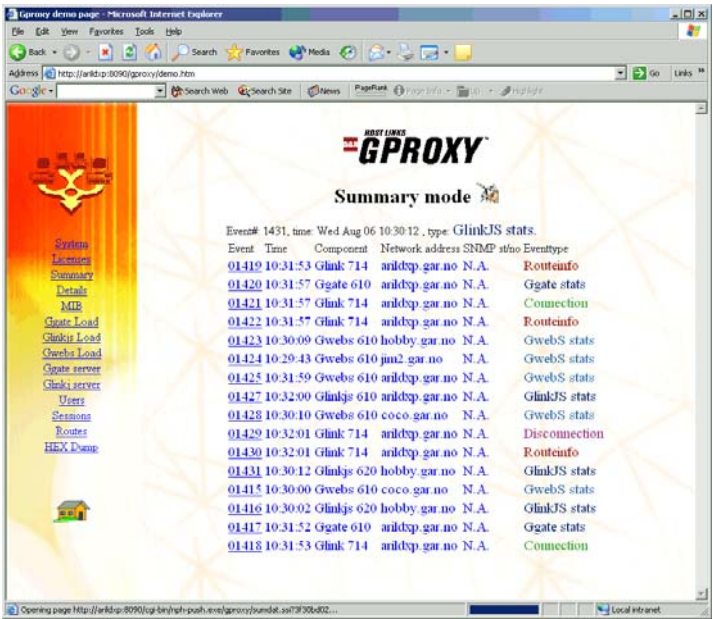 Gproxy demo page - Microsoft Internet Explorer
File Edit View Fgvorites Tools Help
Back Search Favorites Media
Address http://arildxp:8090/gproxy/demo.htm Go Links »
Google Search Web Search Site News PageRank Page Info Up Highlight
HOST LINKS
GPROXY
Summary mode
Event# 1431, time: Wed Aug 06 10:30:12 , type: GlinkJS stats.
Event Time Component Network address SNMP st/no Eventtype
01419 10:31:53 Glink 714 arildxp.gar.no N.A. Routeinfo
01420 10:31:57 Ggate 610 arildxp.gar.no N.A. Ggate stats
01421 10:31:57 Glink 714 arildxp.gar.no N.A. Connection
01422 10:31:57 Glink 714 arildxp.gar.no N.A. Routeinfo
01423 10:30:09 Gwebs 610 hobby.gar.no N.A. GwebS stats
01424 10:29:43 Gwebs 610 jim2.gar.no N.A. GwebS stats
01425 10:31:59 Gwebs 610 arildxp.gar.no N.A. GwebS stats
01427 10:32:00 Glinkjs 610 arildxp.gar.no N.A. GlinkJS stats
01428 10:30:10 Gwebs 610 coco.gar.no N.A. GwebS stats
01429 10:32:01 Glink 714 arildxp.gar.no N.A. Disconnection
01430 10:32:01 Glink 714 arildxp.gar.no N.A. Routeinfo
01431 10:30:12 Glinkjs 620 hobby.gar.no N.A. GlinkJS stats
01415 10:30:00 Gwebs 610 coco.gar.no N.A. GwebS stats
01416 10:30:02 Glinkjs 620 hobby.gar.no N.A. GlinkJS stats
01417 10:31:52 Ggate 610 arildxp.gar.no N.A. Ggate stats
01418 10:31:53 Glink 714 arildxp.gar.no N.A. Connection
System
Licenses
Summary
Details
MIB
Ggate Load
Glinkjs Load
Gwebs Load
Ggate server
Glinkj server
Users
Sessions
Routes
HEX Dump
Opening page http://arildxp:8090/cgi-bin/nph-push.exe/gproxy/sumdat.ssi?3f30bd02...
Local intranet